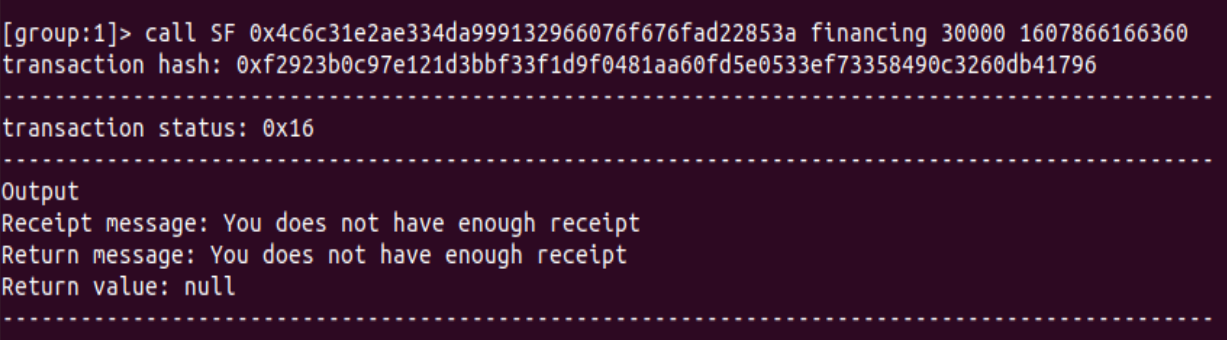 [group:1]> call SF 0x4c6c31e2ae334da999132966076f676fad22853a financing 30000 1607866166360
transaction hash: 0xf2923b0c97e121d3bbf33f1d9f0481aa60fd5e0533ef73358490c3260db41796
---------------------------------------------------------------------------------------------
transaction status: 0x16
---------------------------------------------------------------------------------------------
Output
Receipt message: You does not have enough receipt
Return message: You does not have enough receipt
Return value: null
---------------------------------------------------------------------------------------------